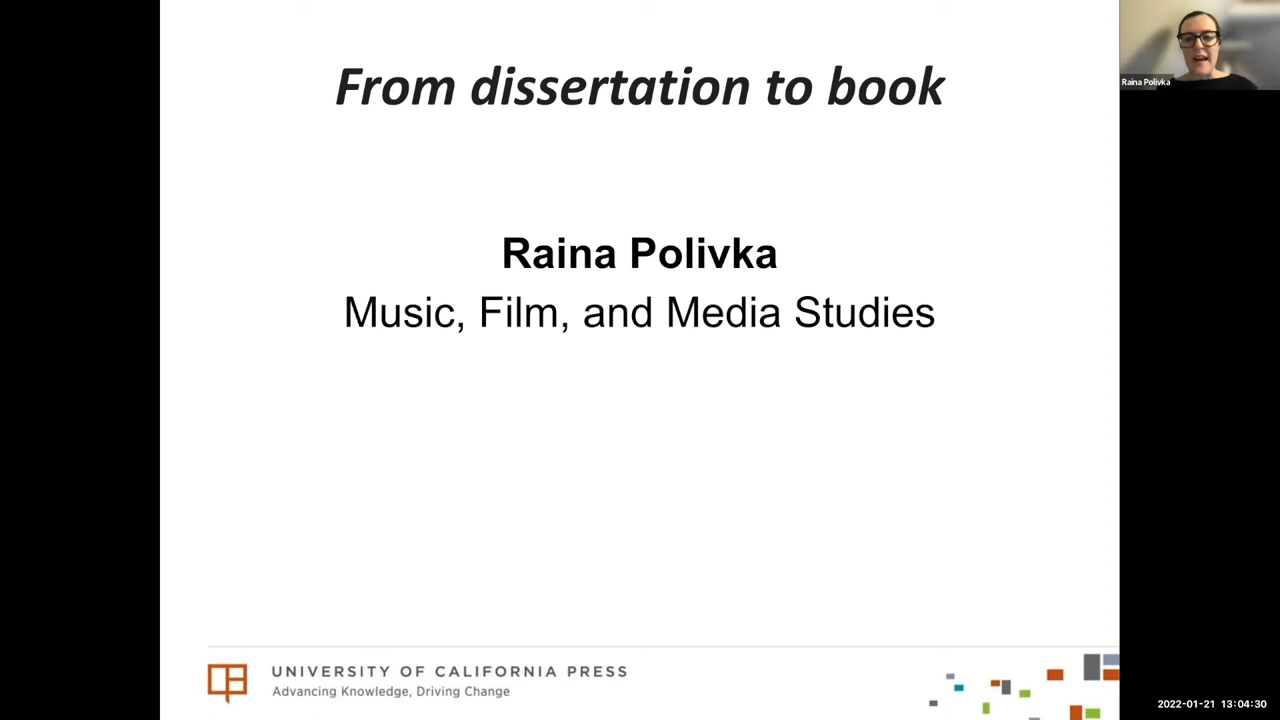 From dissertation to book
Raina Polivka
Music, Film, and Media Studies
UNIVERSITY OF CALIFORNIA PRESS
Advancing Knowledge, Driving Change
Raina Polivka
2022-01-21 13:04:30